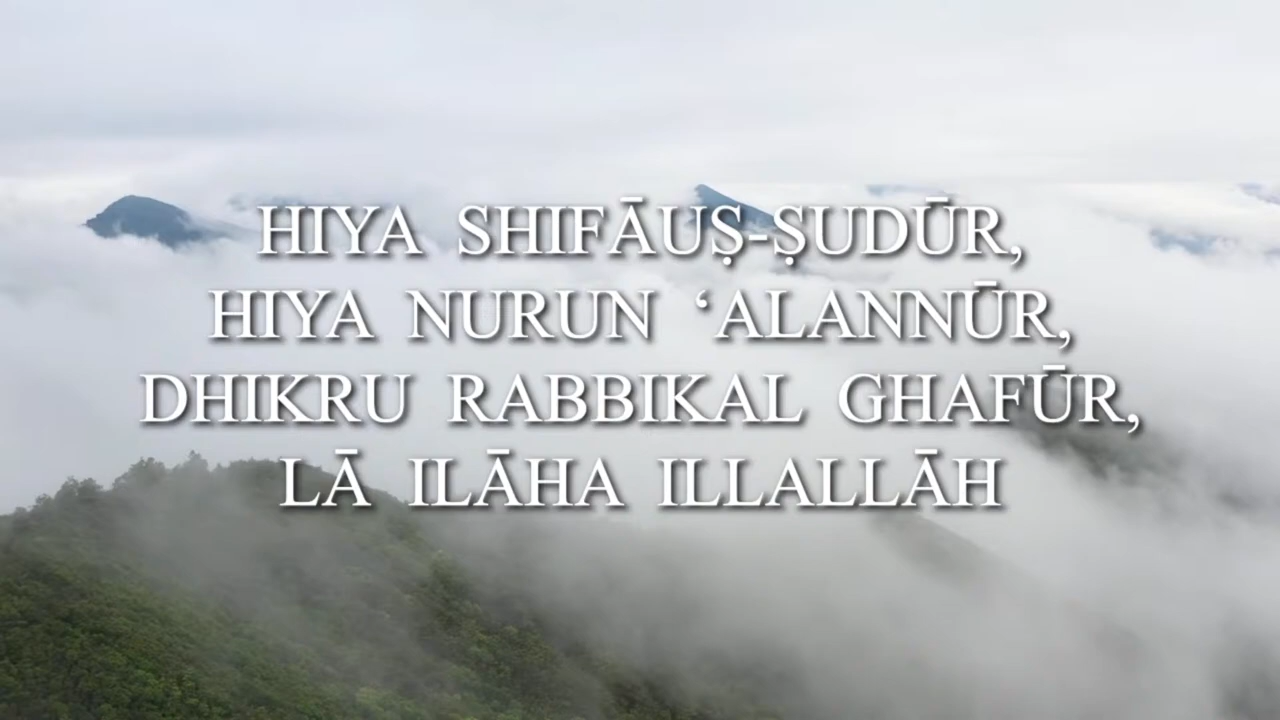 HIYA SHIFĀUṢ-ṢUDŪR,
HIYA NURUN ‘ALANNŪR,
DHIKRU RABBIKAL GHAFŪR,
LĀ ILĀHA ILLALLĀH